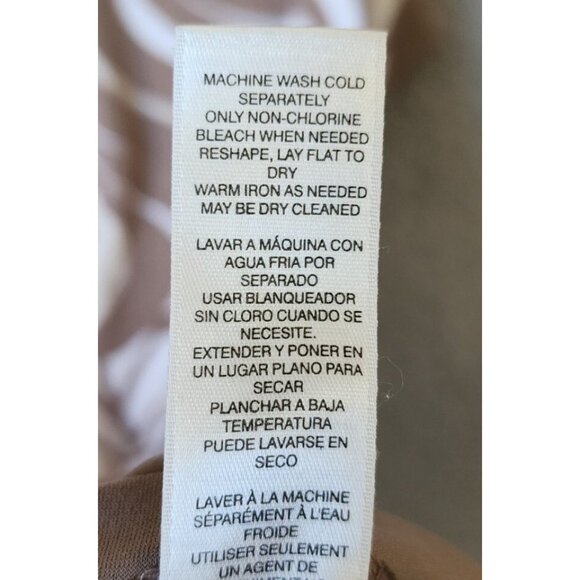 MACHINE WASH COLD
SEPARATELY
ONLY NON-CHLORINE
BLEACH WHEN NEEDED
RESHAPE, LAY FLAT TO
DRY
WARM IRON AS NEEDED
MAY BE DRY CLEANED
LAVAR A MÁQUINA CON
AGUA FRIA POR
SEPARADO
USAR BLANQUEADOR
SIN CLORO CUANDO SE
NECESITE.
EXTENDER Y PONER EN
UN LUGAR PLANO PARA
SECAR
PLANCHAR A BAJA
TEMPERATURA
PUEDE LAVARSE EN
SECO
LAVER À LA MACHINE
SÉPARÉMENT À L'EAU
FROIDE
UTILISER SEULEMENT
UN AGENT DE